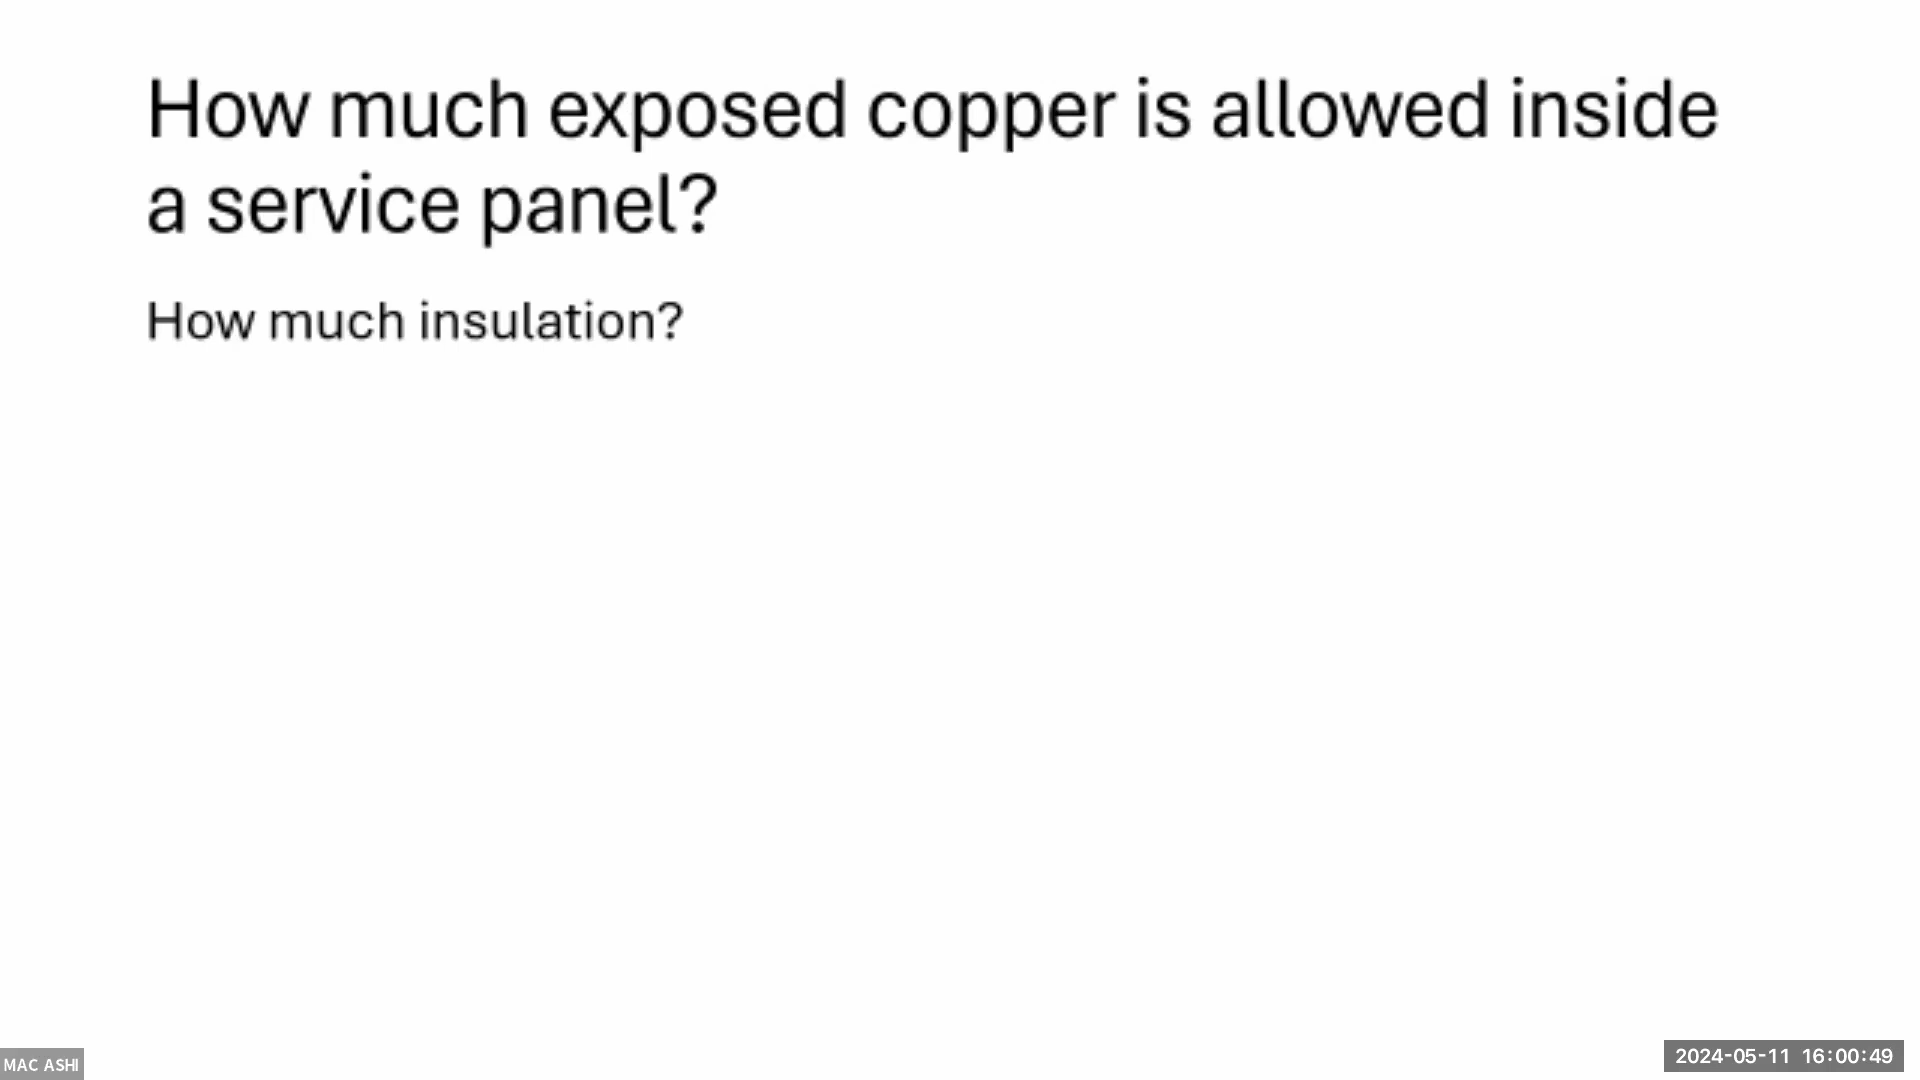 How much exposed copper is allowed inside
a service panel?
How much insulation?
MAC ASHI
2024-05-11 16:00:49